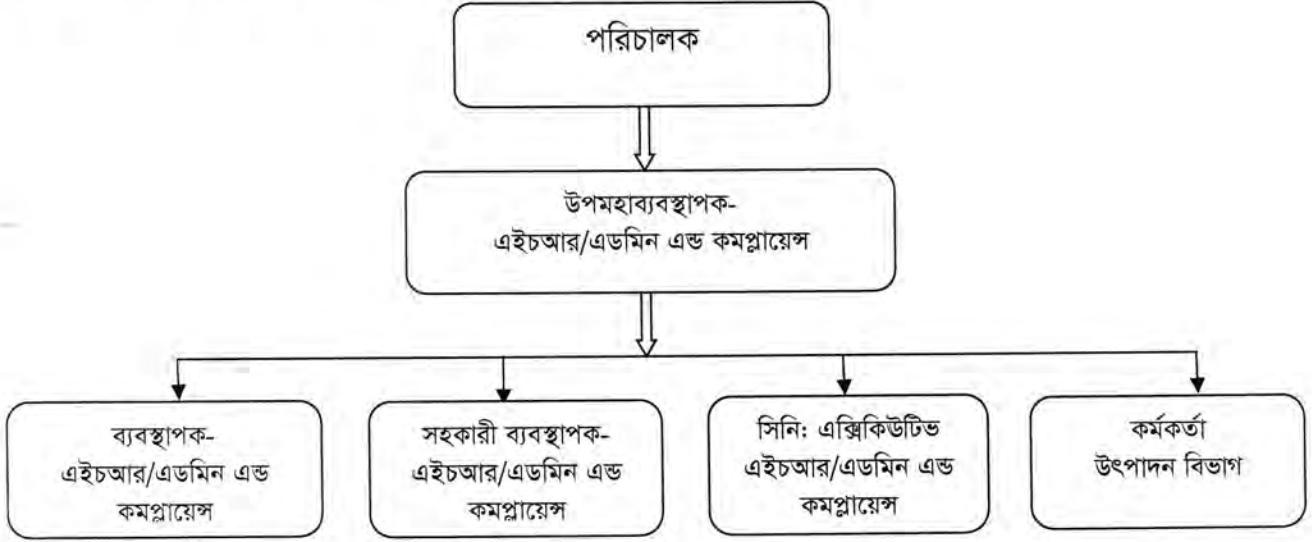 পরিচালক
উপমহাব্যবস্থাপক-
এইচআর/এডমিন এন্ড কমপ্লায়েন্স
ব্যবস্থাপক-
এইচআর/এডমিন এন্ড
কমপ্লায়েন্স
সহকারী ব্যবস্থাপক-
এইচআর/এডমিন এন্ড
কমপ্লায়েন্স
সিনি: এক্সিকিউটিভ
এইচআর/এডমিন এন্ড
কমপ্লায়েন্স
কর্মকর্তা
উৎপাদন বিভাগ